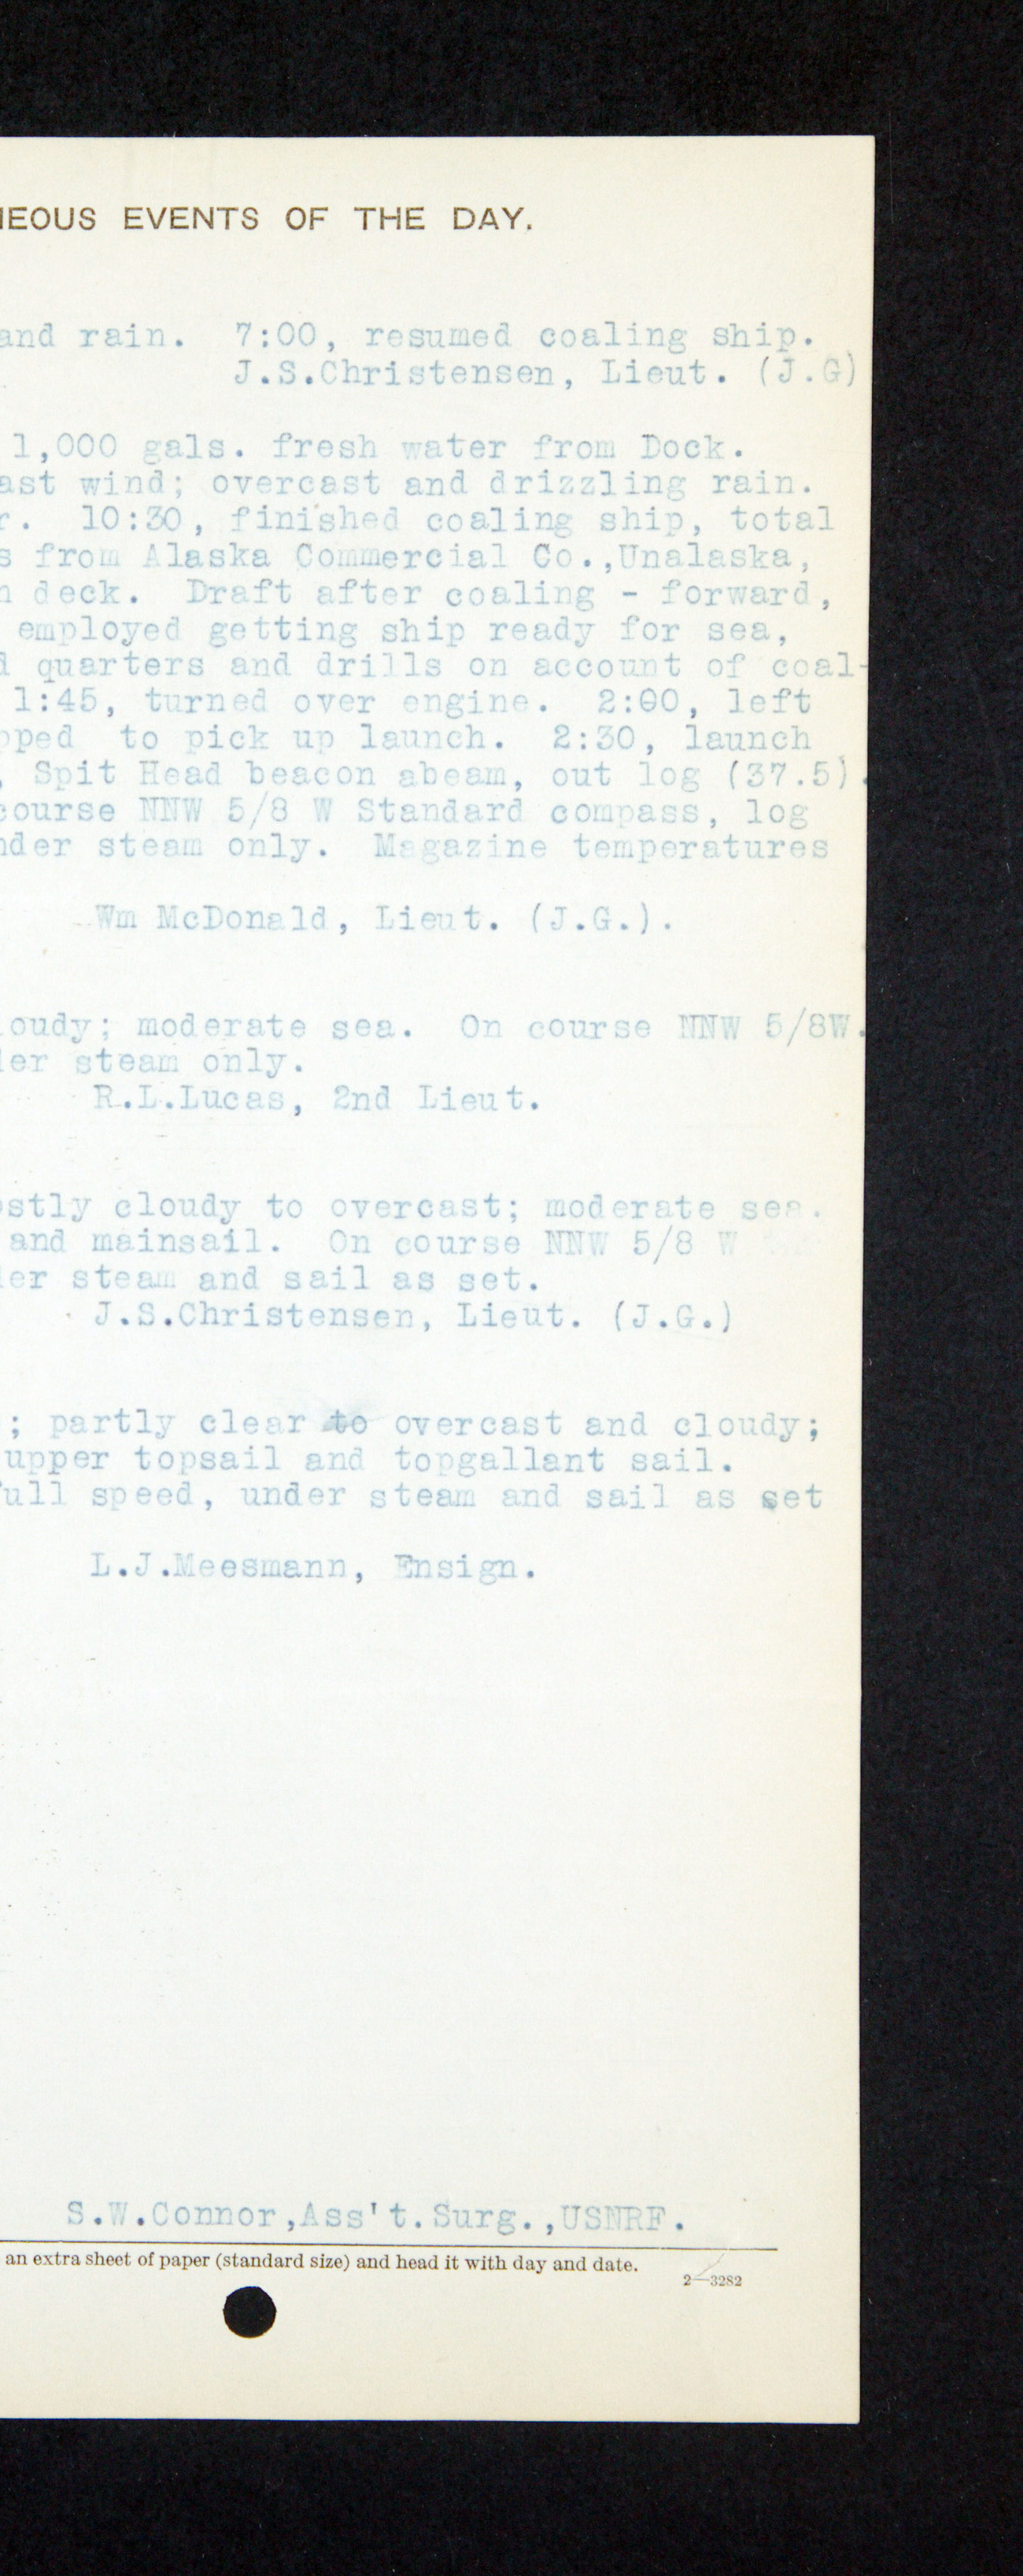 NEOUS EVENTS OF THE DAY.
and rain. 7:00, resumed coaling ship.
J.S.Christensen, Lieut. (J.G)
1,000 gals. fresh water from Dock.
ast wind; overcast and drizzling rain.
r. 10:30, finished coaling ship, total
s from Alaska Commercial Co.,Unalaska,
n deck. Draft after coaling - forward,
employed getting ship ready for sea,
d quarters and drills on account of coal-
1:45, turned over engine. 2:00, left
pped to pick up launch. 2:30, launch
, Spit Head beacon abeam, out log (37.5).
course NNW 5/8 W Standard compass, log
nder steam only. Magazine temperatures
Wm McDonald, Lieut. (J.G.).
loudy; moderate sea. On course NNW 5/8W.
der steam only.
R.L.Lucas, 2nd Lieut.
ostly cloudy to overcast; moderate sea.
and mainsail. On course NNW 5/8 W
der steam and sail as set.
J.S.Christensen, Lieut. (J.G.)
; partly clear to overcast and cloudy;
upper topsail and topgallant sail.
full speed, under steam and sail as set
L.J.Meesmann, Ensign.
S.W.Connor,Ass't.Surg.,USNRF.
an extra sheet of paper (standard size) and head it with day and date.
2—3282